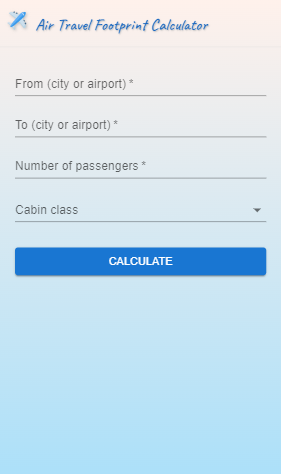 Air Travel Footprint Calculator
From (city or airport) *
To (city or airport) *
Number of passengers *
Cabin class
CALCULATE